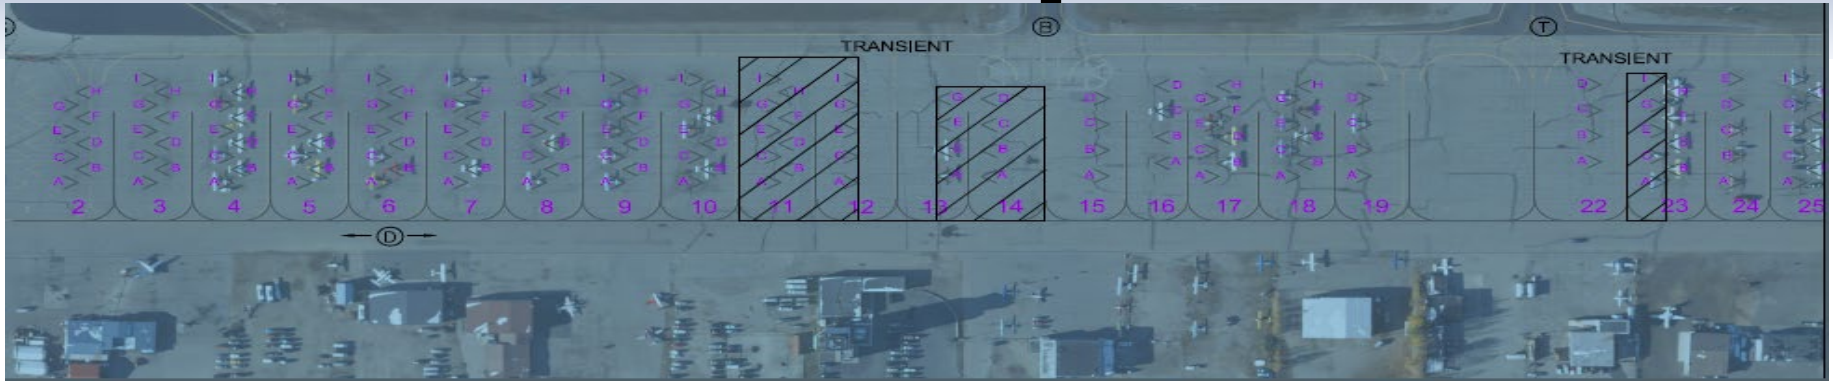 B T
TRANSIENT
TRANSIENT
I I I I I I I I I I I E I
H H H H H H H H H H D H H D
G G G G G G G G G G G G D D G G D G
F F F F F F F F F F C F C
E E E E E E E E E E E E C C E E C E
D D D D D D D D D D B D B
C C C C C C C C C C C B B C B C
B B B B B B B B B B A B B A B
A A A A A A A A A A A A A A A A A
2 3 4 5 6 7 8 9 10 11 12 13 14 15 16 17 18 19 22 23 24 25
D